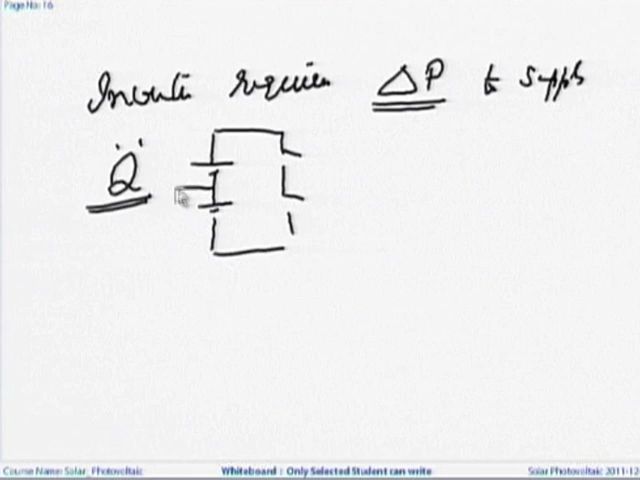 Page No: 16
Inverter requires ΔP to supply
Q
Course Name: Solar_Photovoltaic Whiteboard : Only Selected Student can write Solar Photovoltaic 2011-12